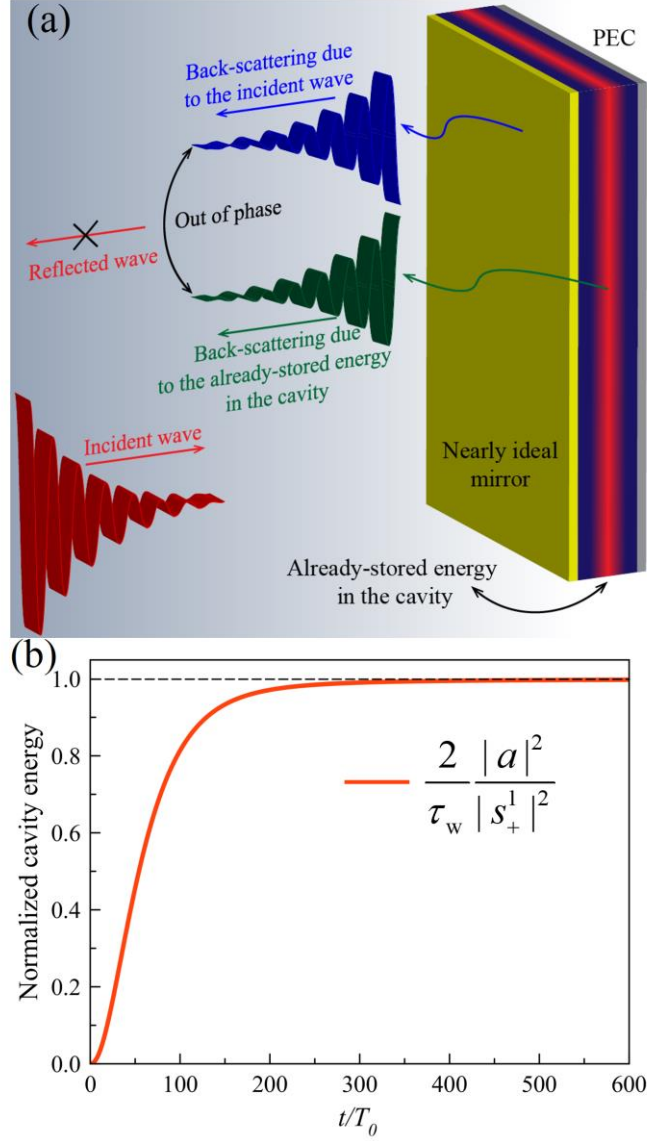 (a)
PEC
Back-scattering due
to the incident wave
Out of phase
Reflected wave
Back-scattering due
to the already-stored energy
in the cavity
Incident wave
Nearly ideal
mirror
Already-stored energy
in the cavity
(b)
1.0
0.8
0.6
0.4
0.2
0.0
Normalized cavity energy
2 |a|²
τw |s¹₊|²
0 100 200 300 400 500 600
t/T₀